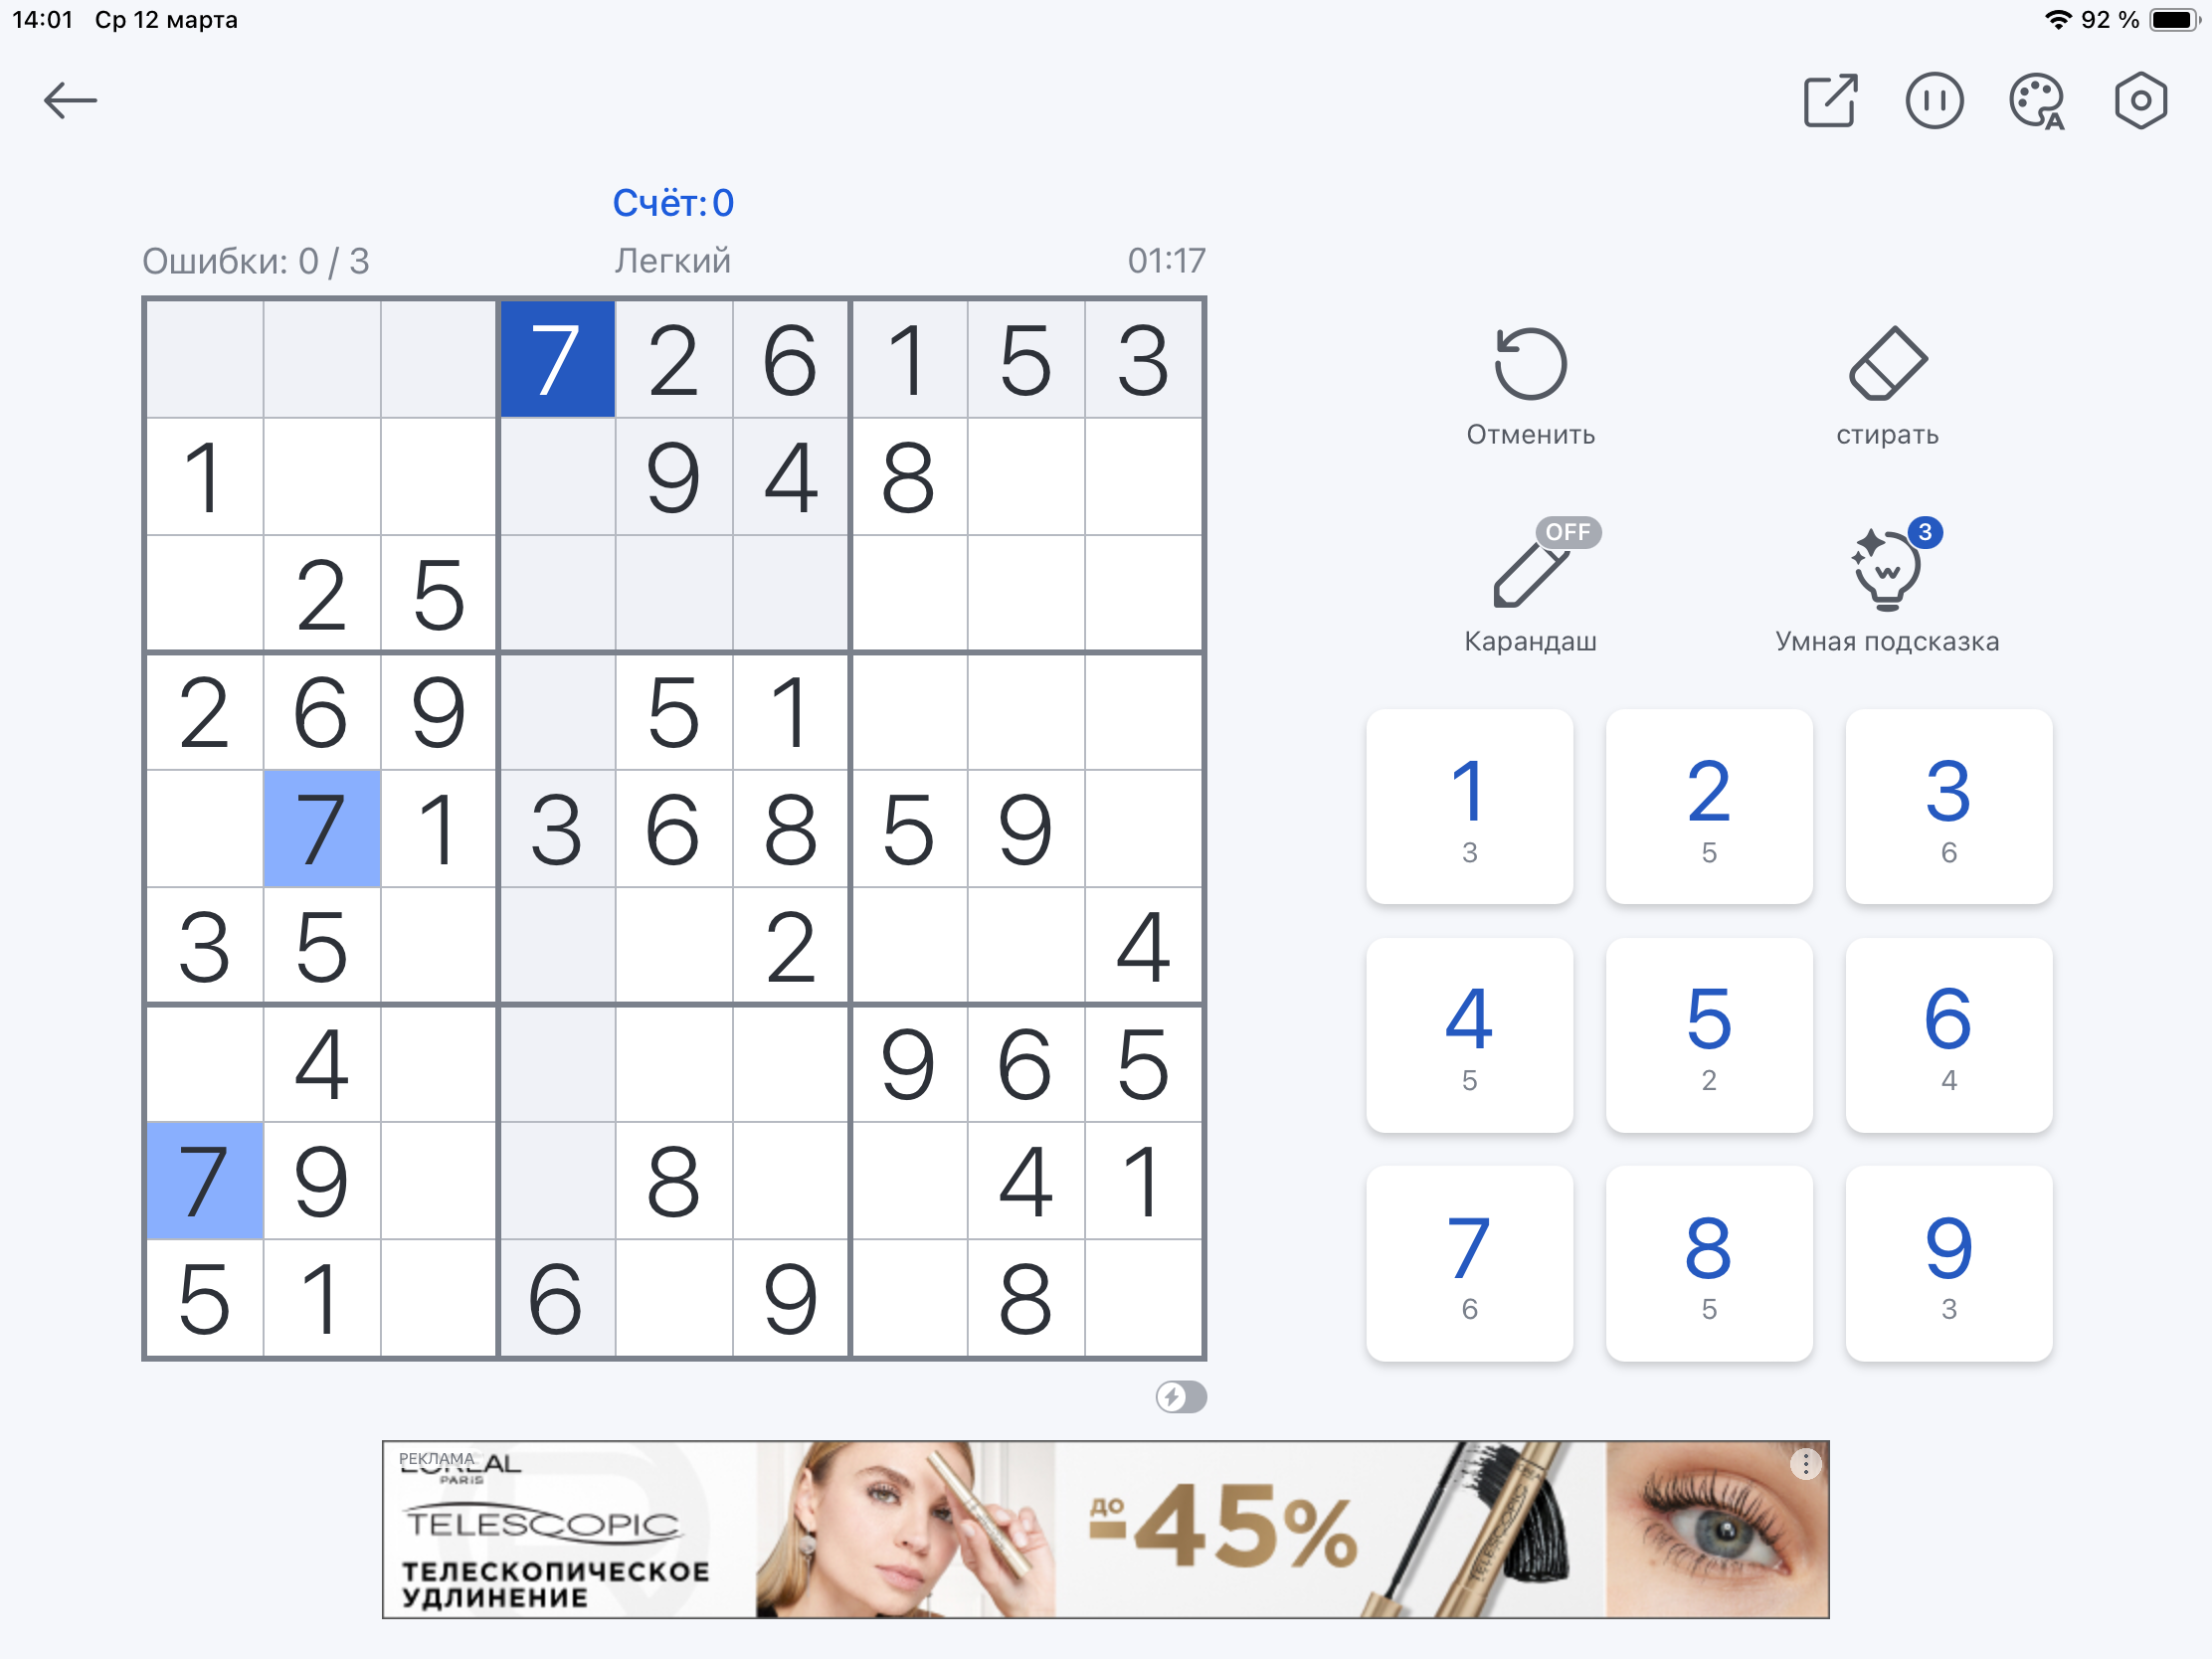 14:01 Ср 12 марта 92 %
Счёт: 0
Ошибки: 0 / 3 Легкий 01:17
7 2 6 1 5 3
1 9 4 8
2 5
2 6 9 5 1
7 1 3 6 8 5 9
3 5 2 4
4 9 6 5
7 9 8 4 1
5 1 6 9 8
Отменить стирать
OFF 3
Карандаш Умная подсказка
1 2 3
3 5 6
4 5 6
5 2 4
7 8 9
6 5 3
РЕКЛАМА
L'ORÉAL
PARIS
TELESCOPIC
ТЕЛЕСКОПИЧЕСКОЕ
УДЛИНЕНИЕ
ДО
-45%
TELESCOPIC